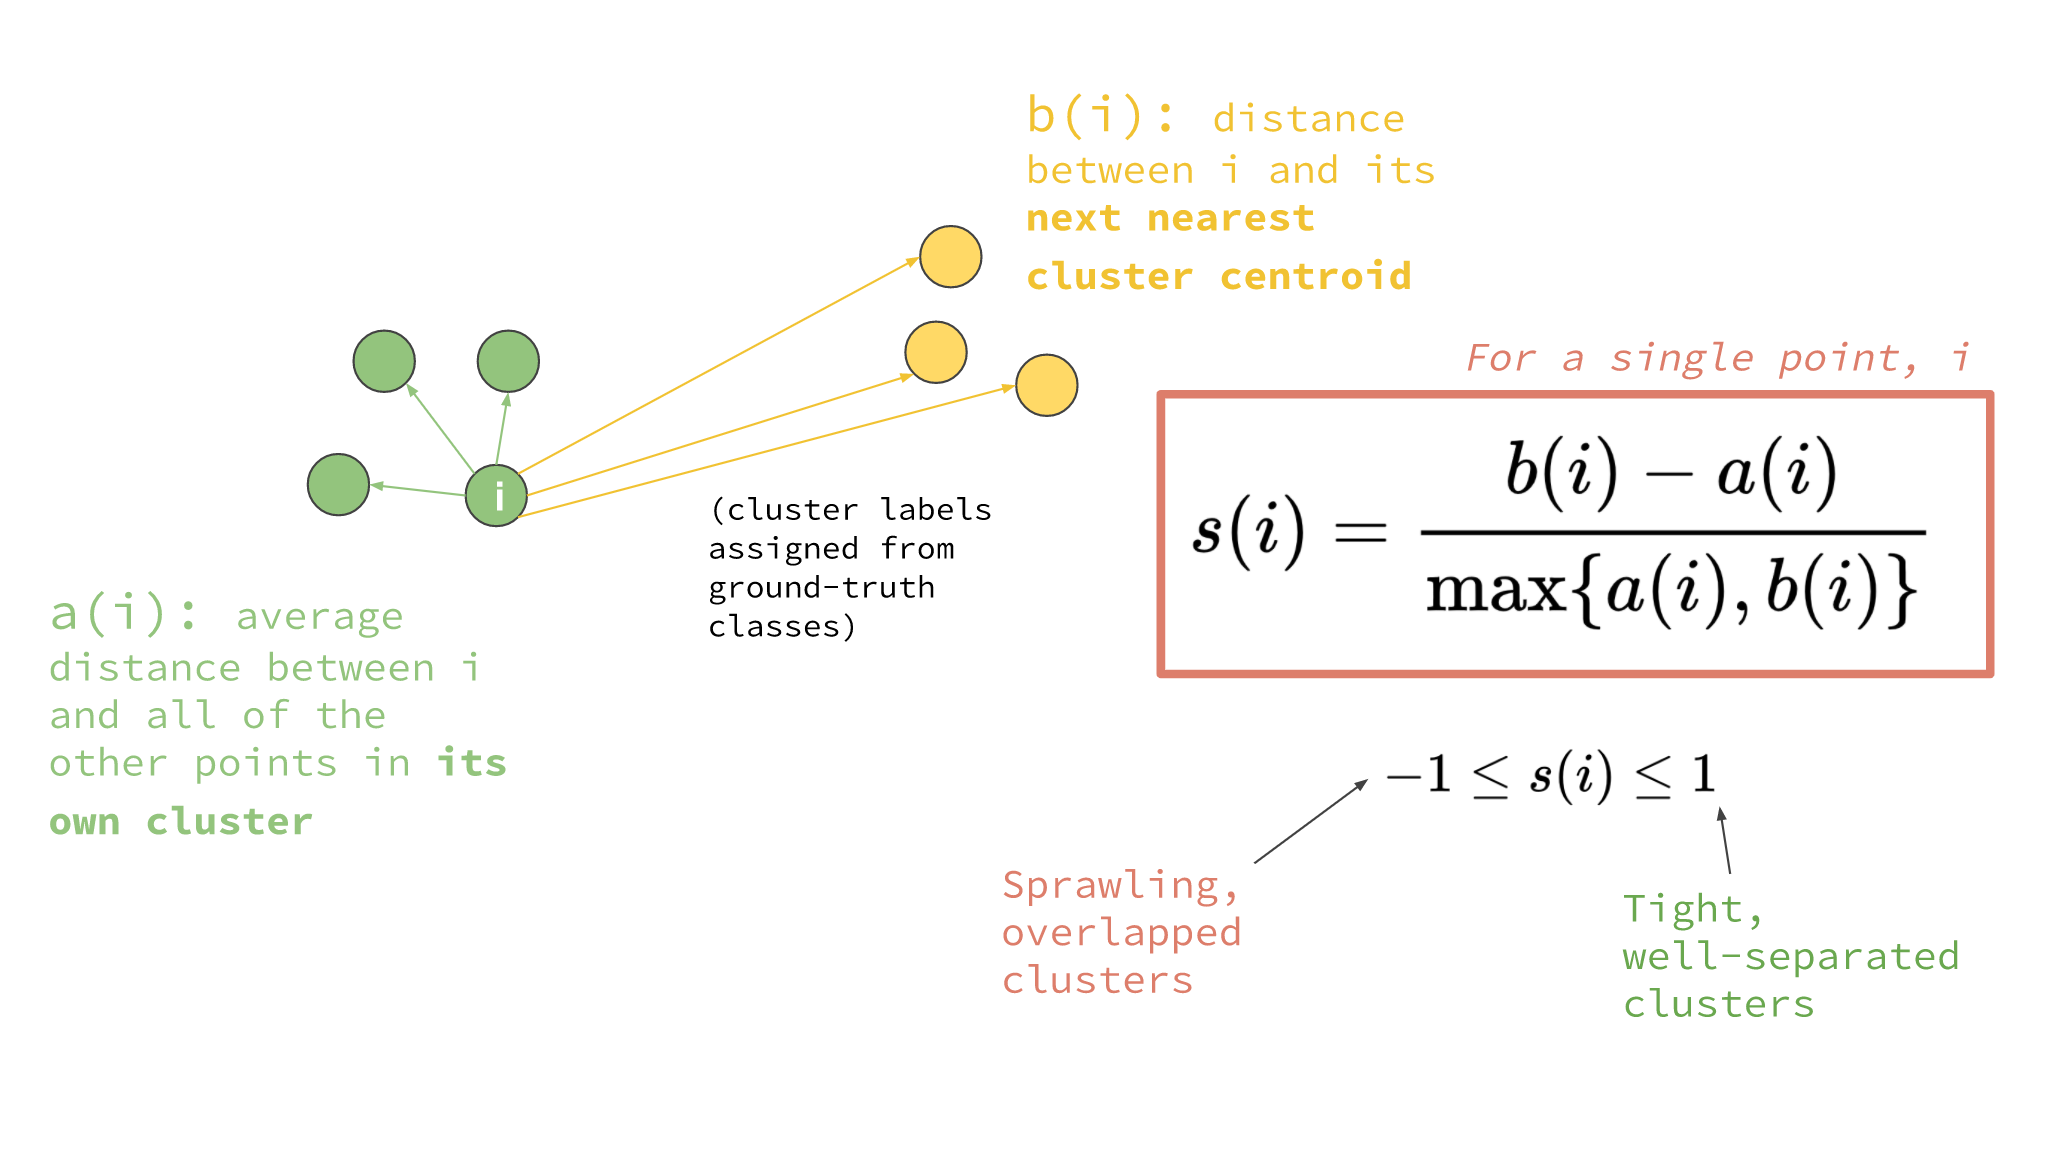 b(i): distance
between i and its
next nearest
cluster centroid
i
(cluster labels
assigned from
ground-truth
classes)
a(i): average
distance between i
and all of the
other points in its
own cluster
For a single point, i
s(i) = \frac{b(i) − a(i)}{max{a(i), b(i)}}
−1 ≤ s(i) ≤ 1
Sprawling,
overlapped
clusters
Tight,
well-separated
clusters